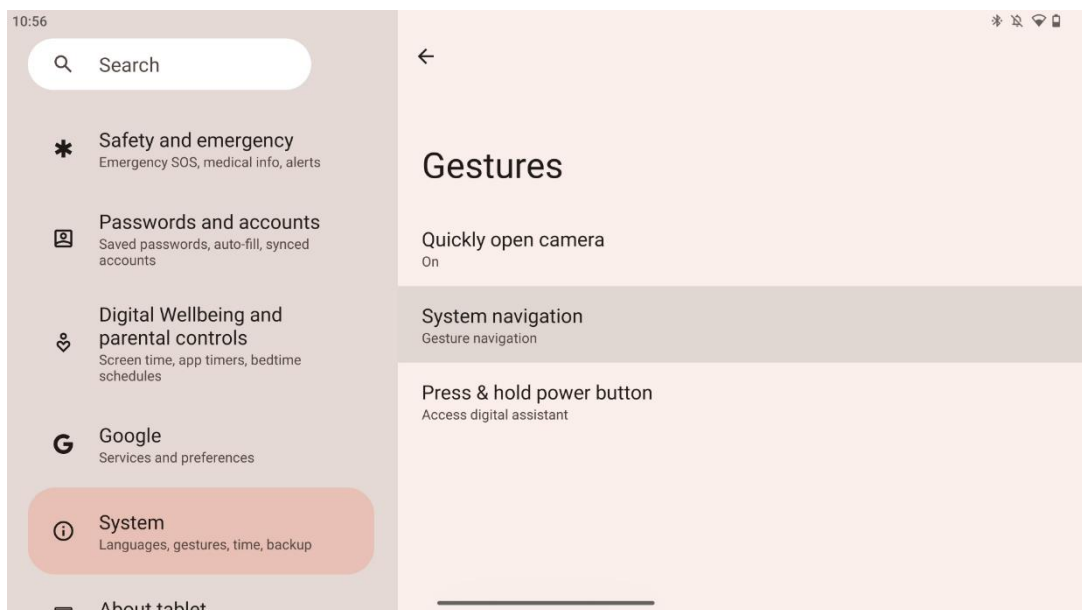 10:56
Search
Safety and emergency
Emergency SOS, medical info, alerts
Passwords and accounts
Saved passwords, auto-fill, synced
accounts
Digital Wellbeing and
parental controls
Screen time, app timers, bedtime
schedules
Google
Services and preferences
System
Languages, gestures, time, backup
About tablet
Gestures
Quickly open camera
On
System navigation
Gesture navigation
Press & hold power button
Access digital assistant